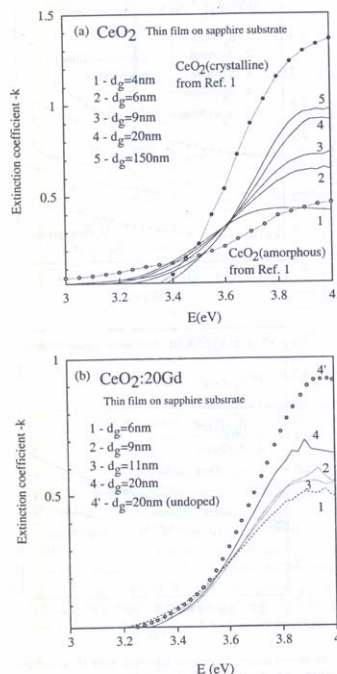 (a) CeO2 Thin film on sapphire substrate
CeO2(crystalline)
from Ref. 1
1 - dg=4nm
2 - dg=6nm
3 - dg=9nm
4 - dg=20nm
5 - dg=150nm
1.5
1
0.5
Extinction coefficient -k
5
4
3
2
1
CeO2(amorphous)
from Ref. 1
3 3.2 3.4 3.6 3.8 4
E(eV)
(b) CeO2:20Gd
Thin film on sapphire substrate
1 - dg=6nm
2 - dg=9nm
3 - dg=11nm
4 - dg=20nm
4' - dg=20nm (undoped)
1
0.5
Extinction coefficient -k
4'
4
2
3
1
3 3.2 3.4 3.6 3.8 4
E (eV)